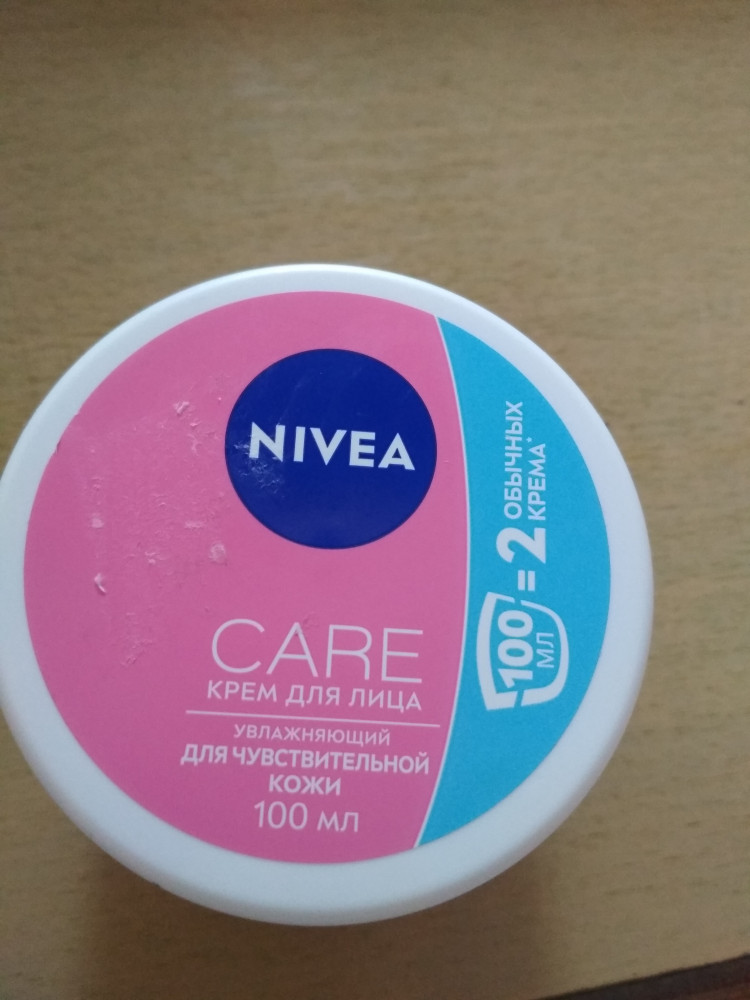 NIVEA
CARE
КРЕМ ДЛЯ ЛИЦА
УВЛАЖНЯЮЩИЙ
ДЛЯ ЧУВСТВИТЕЛЬНОЙ
КОЖИ
100 мл
100
МЛ
= 2
ОБЫЧНЫХ
КРЕМА*